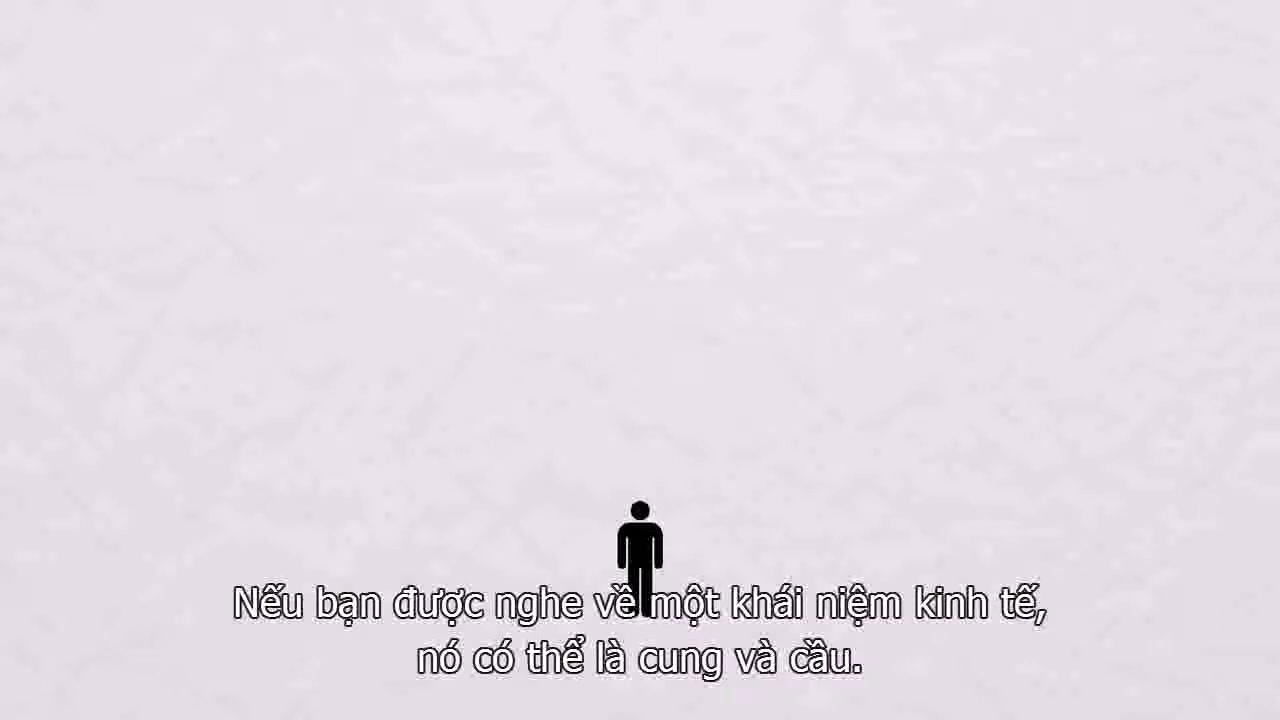 Nếu bạn được nghe về một khái niệm kinh tế,
nó có thể là cung và cầu.